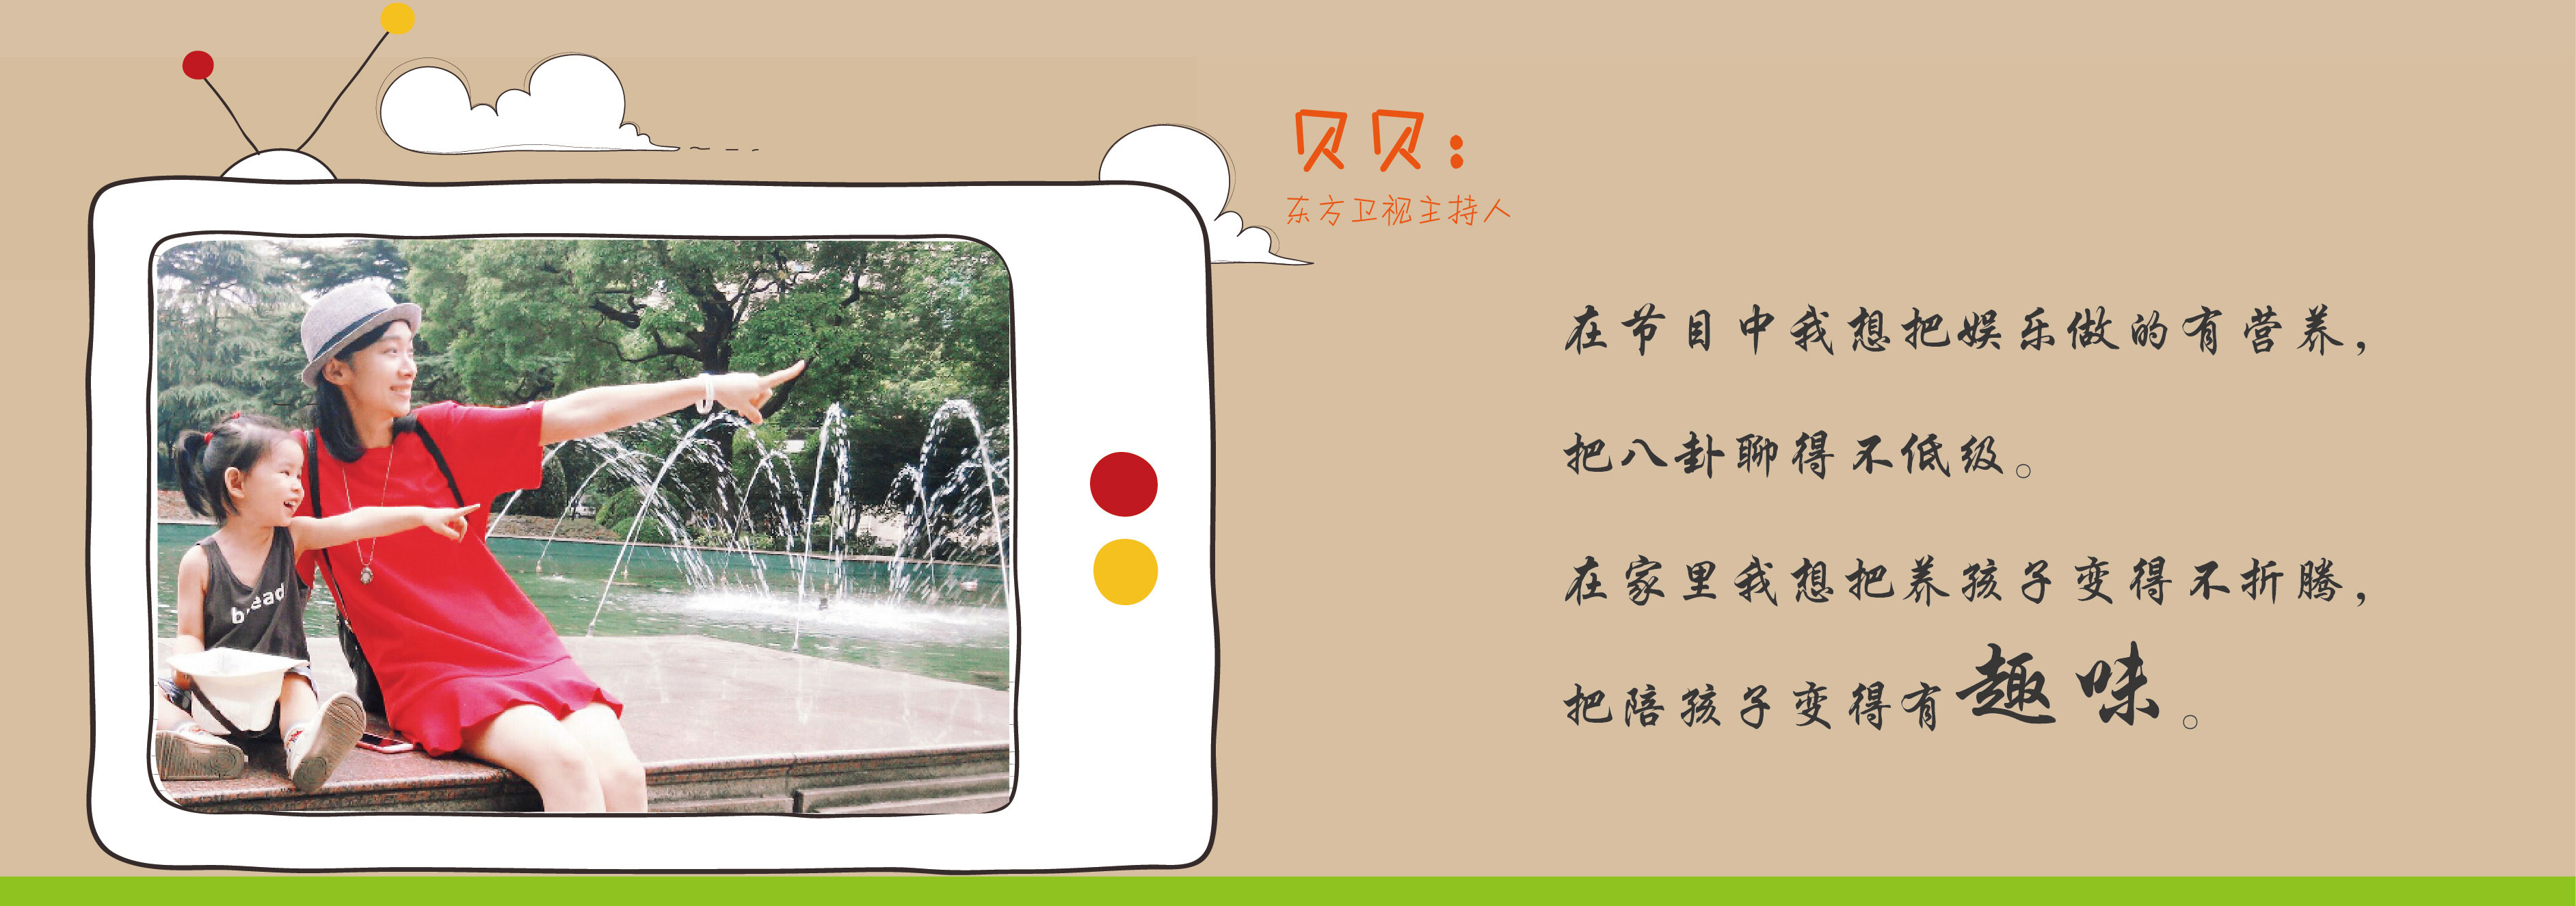 贝贝：
东方卫视主持人
在节目中我想把娱乐做的有营养，
把八卦聊得不低级。
在家里我想把养孩子变得不折腾，
把陪孩子变得有趣味。
bread